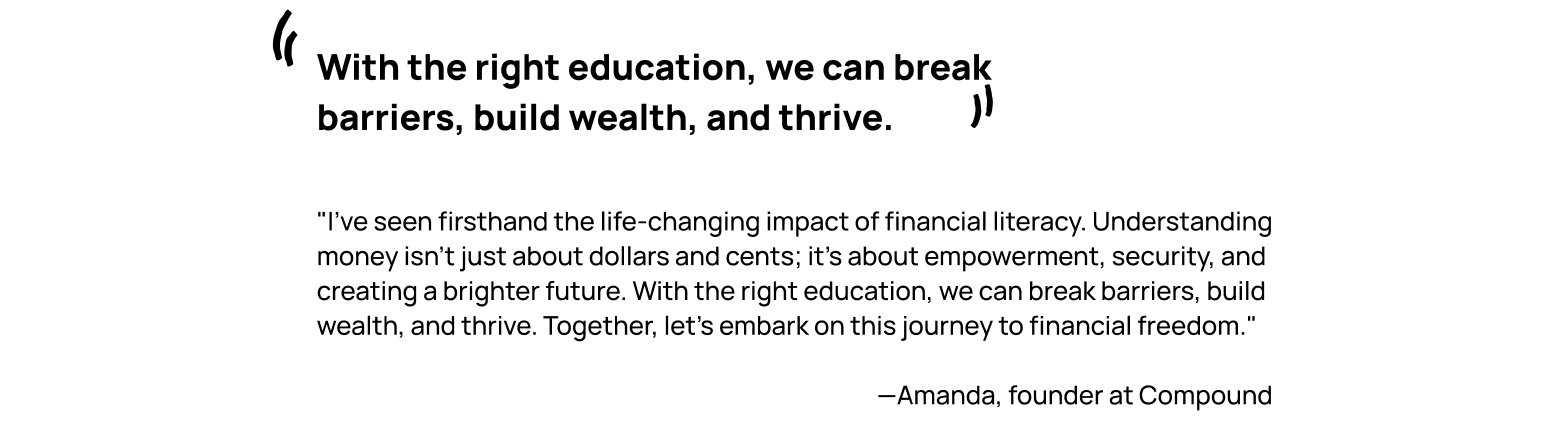 With the right education, we can break
barriers, build wealth, and thrive.
"I’ve seen firsthand the life-changing impact of financial literacy. Understanding
money isn’t just about dollars and cents; it’s about empowerment, security, and
creating a brighter future. With the right education, we can break barriers, build
wealth, and thrive. Together, let’s embark on this journey to financial freedom."
—Amanda, founder at Compound